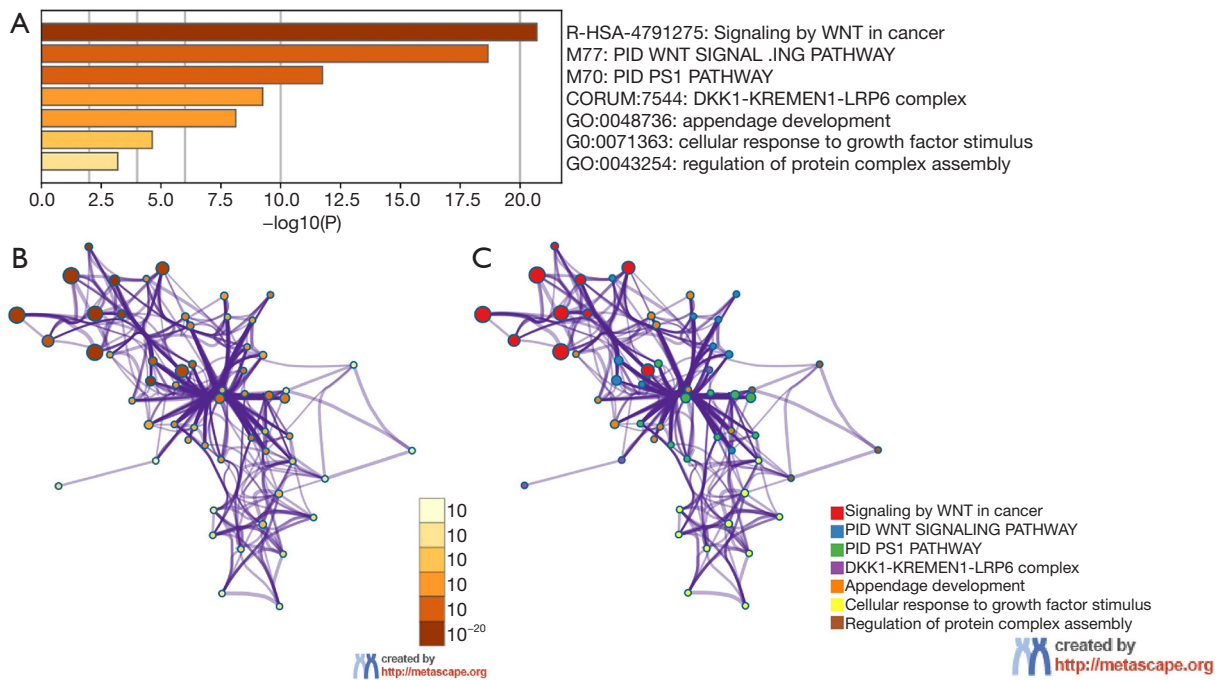 A
R-HSA-4791275: Signaling by WNT in cancer
M77: PID WNT SIGNAL .ING PATHWAY
M70: PID PS1 PATHWAY
CORUM:7544: DKK1-KREMEN1-LRP6 complex
GO:0048736: appendage development
G0:0071363: cellular response to growth factor stimulus
GO:0043254: regulation of protein complex assembly
0.0 2.5 5.0 7.5 10.0 12.5 15.0 17.5 20.0
−log10(P)
B
10
10
10
10
10
10−20
created by
http://metascape.org
C
Signaling by WNT in cancer
PID WNT SIGNALING PATHWAY
PID PS1 PATHWAY
DKK1-KREMEN1-LRP6 complex
Appendage development
Cellular response to growth factor stimulus
Regulation of protein complex assembly
created by
http://metascape.org